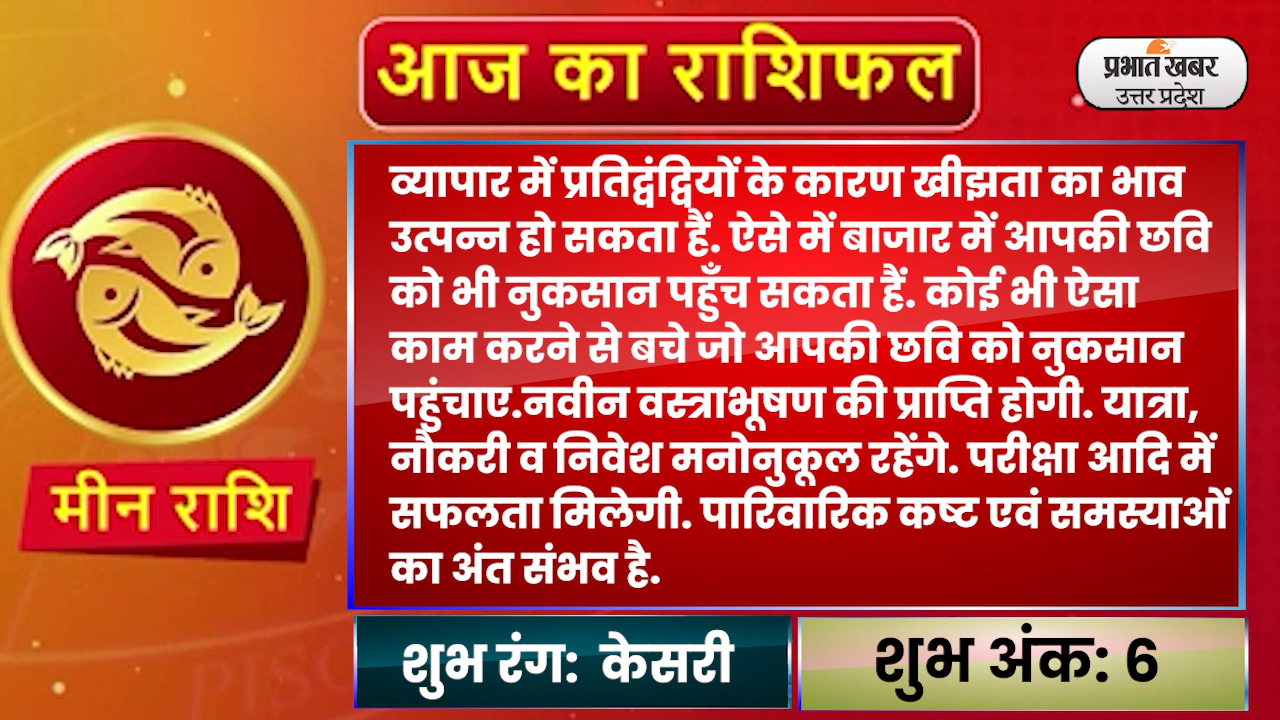 आज का राशिफल
प्रभात खबर
उत्तर प्रदेश
व्यापार में प्रतिद्वंद्वियों के कारण खीझता का भाव
उत्पन्न हो सकता हैं. ऐसे में बाजार में आपकी छवि
को भी नुकसान पहुँच सकता हैं. कोई भी ऐसा
काम करने से बचे जो आपकी छवि को नुकसान
पहुंचाए.नवीन वस्त्राभूषण की प्राप्ति होगी. यात्रा,
नौकरी व निवेश मनोनुकूल रहेंगे. परीक्षा आदि में
सफलता मिलेगी. पारिवारिक कष्ट एवं समस्याओं
का अंत संभव है.
मीन राशि
शुभ रंग: केसरी
शुभ अंक: 6